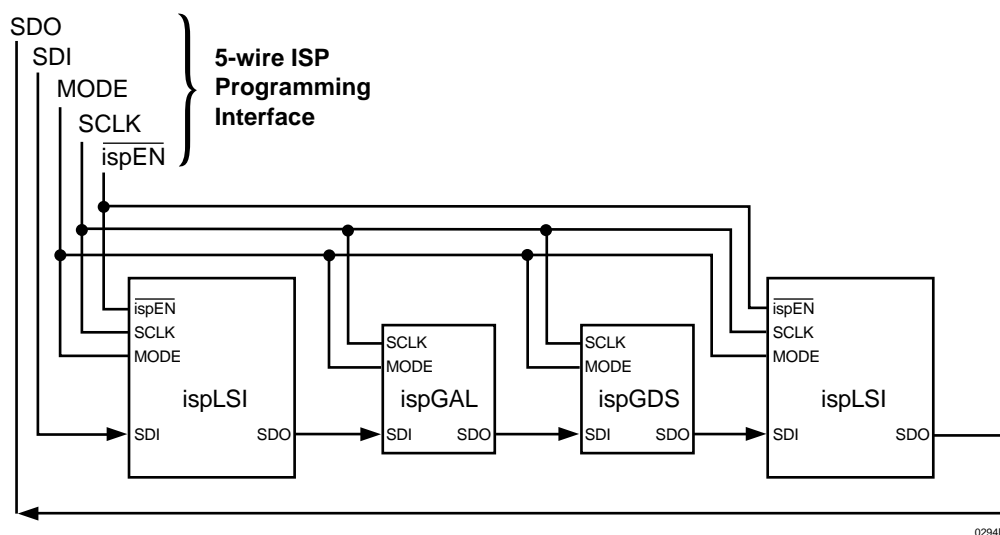 SDO
SDI
MODE
SCLK
ispEN
5-wire ISP
Programming
Interface
ispEN
SCLK
MODE
ispLSI
SDI SDO
SCLK
MODE
ispGAL
SDI SDO
SCLK
MODE
ispGDS
SDI SDO
ispEN
SCLK
MODE
ispLSI
SDI SDO